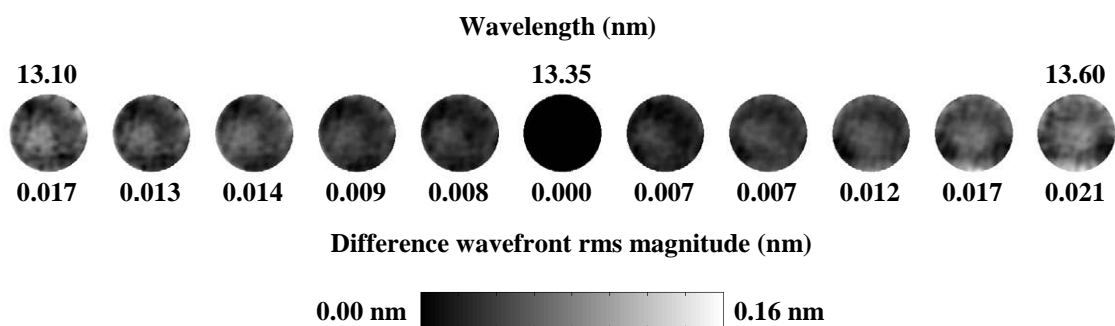 Wavelength (nm)
13.10 13.35 13.60
0.017 0.013 0.014 0.009 0.008 0.000 0.007 0.007 0.012 0.017 0.021
Difference wavefront rms magnitude (nm)
0.00 nm 0.16 nm